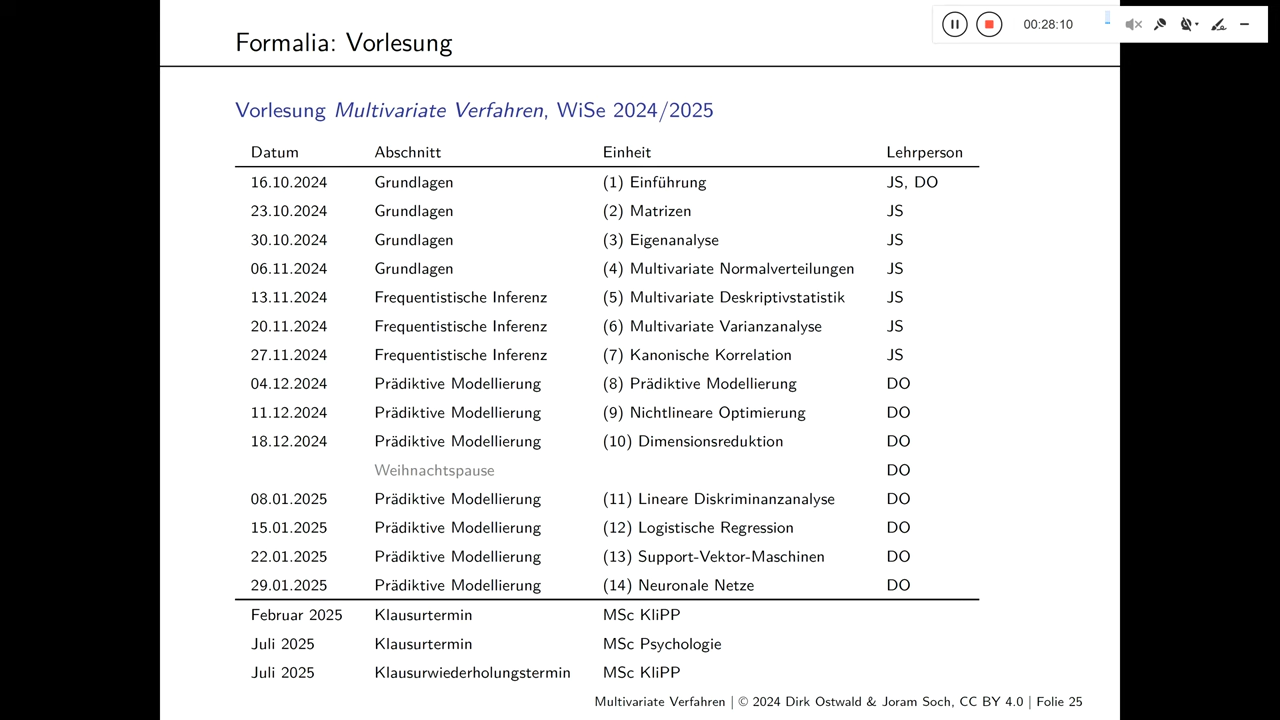 00:28:10
Formalia: Vorlesung
Vorlesung Multivariate Verfahren, WiSe 2024/2025
Datum Abschnitt Einheit Lehrperson
16.10.2024 Grundlagen (1) Einführung JS, DO
23.10.2024 Grundlagen (2) Matrizen JS
30.10.2024 Grundlagen (3) Eigenanalyse JS
06.11.2024 Grundlagen (4) Multivariate Normalverteilungen JS
13.11.2024 Frequentistische Inferenz (5) Multivariate Deskriptivstatistik JS
20.11.2024 Frequentistische Inferenz (6) Multivariate Varianzanalyse JS
27.11.2024 Frequentistische Inferenz (7) Kanonische Korrelation JS
04.12.2024 Prädiktive Modellierung (8) Prädiktive Modellierung DO
11.12.2024 Prädiktive Modellierung (9) Nichtlineare Optimierung DO
18.12.2024 Prädiktive Modellierung (10) Dimensionsreduktion DO
Weihnachtspause DO
08.01.2025 Prädiktive Modellierung (11) Lineare Diskriminanzanalyse DO
15.01.2025 Prädiktive Modellierung (12) Logistische Regression DO
22.01.2025 Prädiktive Modellierung (13) Support-Vektor-Maschinen DO
29.01.2025 Prädiktive Modellierung (14) Neuronale Netze DO
Februar 2025 Klausurtermin MSc KliPP
Juli 2025 Klausurtermin MSc Psychologie
Juli 2025 Klausurwiederholungstermin MSc KliPP
Multivariate Verfahren | © 2024 Dirk Ostwald & Joram Soch, CC BY 4.0 | Folie 25